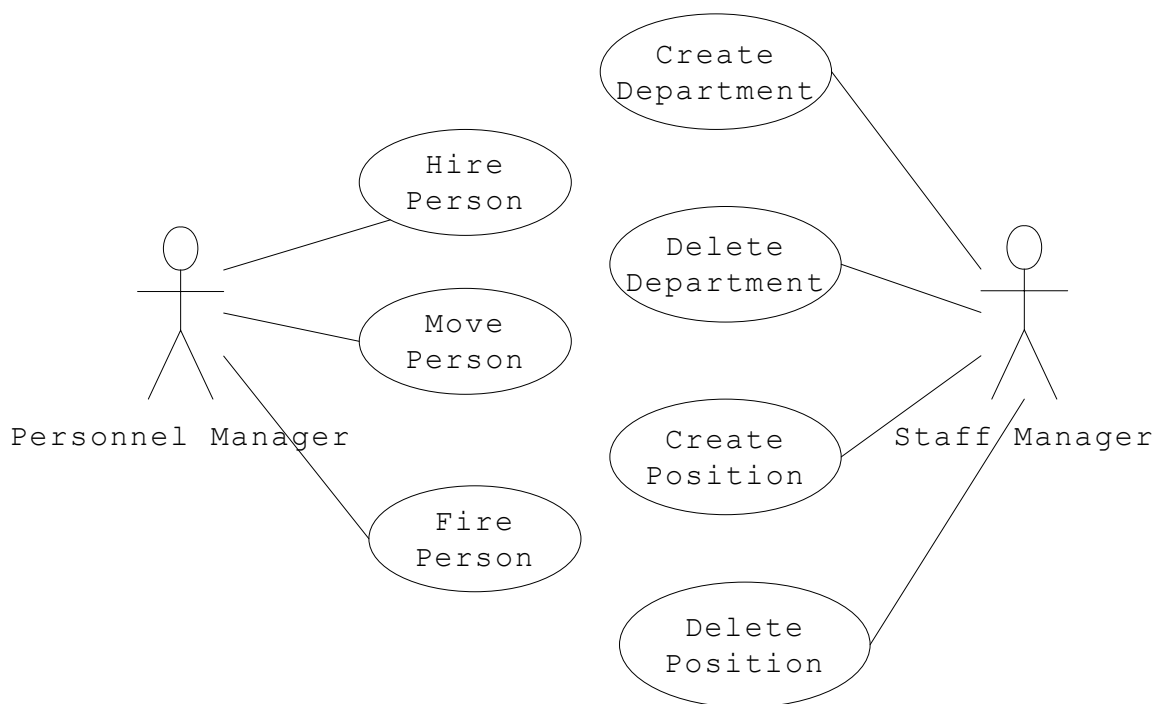 Create
Department
Hire
Person
Delete
Department
Move
Person
Personnel Manager
Create
Position
Staff Manager
Fire
Person
Delete
Position